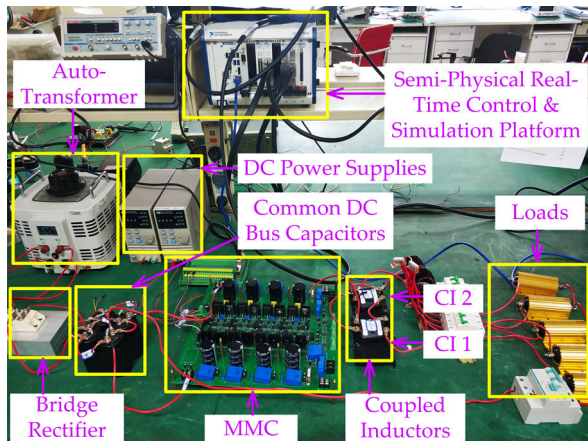 Auto-
Transformer
Semi-Physical Real-
Time Control &
Simulation Platform
DC Power Supplies
Common DC
Bus Capacitors
Loads
CI 2
CI 1
Bridge
Rectifier
MMC
Coupled
Inductors